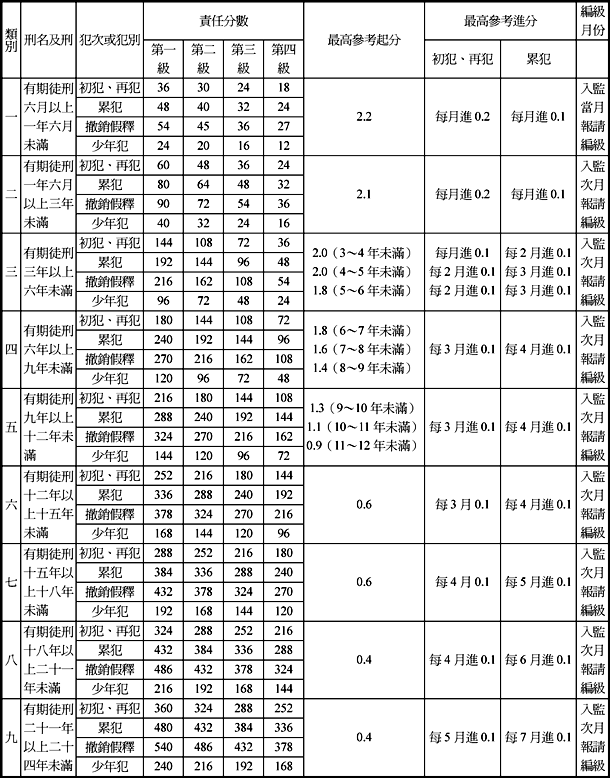 類別 刑名及刑 犯次或犯別 責任分數 最高參考起分 最高參考進分 編級月份
第一級 第二級 第三級 第四級 初犯、再犯 累犯
一 有期徒刑六月以上一年六月未滿 初犯、再犯 36 30 24 18 2.2 每月進 0.2 每月進 0.1 入監當月報請編級
累犯 48 40 32 24
撤銷假釋 54 45 36 27
少年犯 24 20 16 12
二 有期徒刑一年六月以上三年未滿 初犯、再犯 60 48 36 24 2.1 每月進 0.2 每月進 0.1 入監次月報請編級
累犯 80 64 48 32
撤銷假釋 90 72 54 36
少年犯 40 32 24 16
三 有期徒刑三年以上六年未滿 初犯、再犯 144 108 72 36 2.0（3～4 年未滿） 每月進 0.1 每 2 月進 0.1 入監次月報請編級
累犯 192 144 96 48 2.0（4～5 年未滿） 每 2 月進 0.1 每 3 月進 0.1
撤銷假釋 216 162 108 54 1.8（5～6 年未滿） 每 2 月進 0.1 每 3 月進 0.1
少年犯 96 72 48 24
四 有期徒刑六年以上九年未滿 初犯、再犯 180 144 108 72 1.8（6～7 年未滿） 每 3 月進 0.1 每 4 月進 0.1 入監次月報請編級
累犯 240 192 144 96 1.6（7～8 年未滿）
撤銷假釋 270 216 162 108 1.4（8～9 年未滿）
少年犯 120 96 72 48
五 有期徒刑九年以上十二年未滿 初犯、再犯 216 180 144 108 1.3（9～10 年未滿） 每 3 月進 0.1 每 4 月進 0.1 入監次月報請編級
累犯 288 240 192 144 1.1（10～11 年未滿）
撤銷假釋 324 270 216 162 0.9（11～12 年未滿）
少年犯 144 120 96 72
六 有期徒刑十二年以上十五年未滿 初犯、再犯 252 216 180 144 0.6 每 3 月 0.1 每 4 月進 0.1 入監次月報請編級
累犯 336 288 240 192
撤銷假釋 378 324 270 216
少年犯 168 144 120 96
七 有期徒刑十五年以上十八年未滿 初犯、再犯 288 252 216 180 0.6 每 4 月 0.1 每 5 月進 0.1 入監次月報請編級
累犯 384 336 288 240
撤銷假釋 432 378 324 270
少年犯 192 168 144 120
八 有期徒刑十八年以上二十一年未滿 初犯、再犯 324 288 252 216 0.4 每 4 月進 0.1 每 6 月進 0.1 入監次月報請編級
累犯 432 384 336 288
撤銷假釋 486 432 378 324
少年犯 216 192 168 144
九 有期徒刑二十一年以上二十四年未滿 初犯、再犯 360 324 288 252 0.4 每 5 月進 0.1 每 7 月進 0.1 入監次月報請編級
累犯 480 432 384 336
撤銷假釋 540 486 432 378
少年犯 240 216 192 168